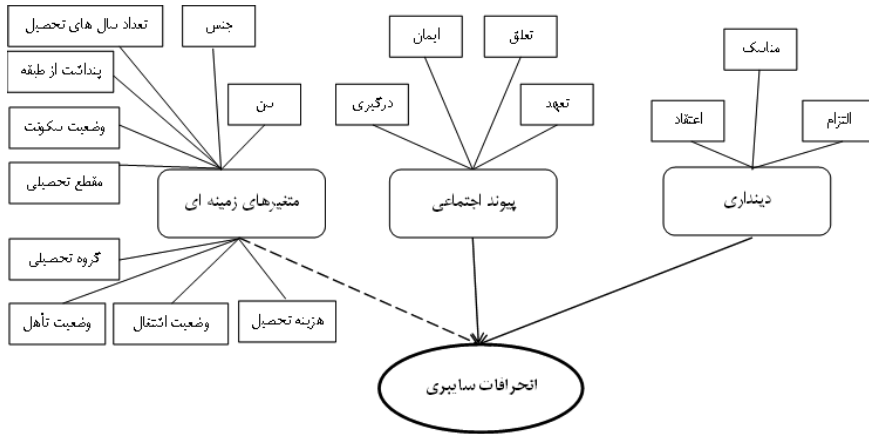 مناسک
اعتقاد
التزام
دینداری
ایمان
تعلق
درگیری
تعهد
پیوند اجتماعی
تعداد سال های تحصیل
جنس
پنداشت از طبقه
سن
وضعیت سکونت
مقطع تحصیلی
متغیرهای زمینه ای
گروه تحصیلی
وضعیت تأهل
وضعیت اشتغال
هزینه تحصیل
انحرافات سایبری